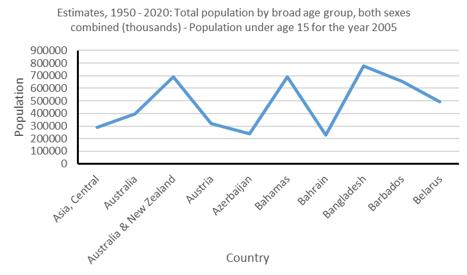 Estimates, 1950 - 2020: Total population by broad age group, both sexes
combined (thousands) - Population under age 15 for the year 2005
900000
800000
700000
600000
500000
400000
300000
200000
100000
0
Population
Asia, Central
Australia
Australia & New Zealand
Austria
Azerbaijan
Bahamas
Bahrain
Bangladesh
Barbados
Belarus
Country